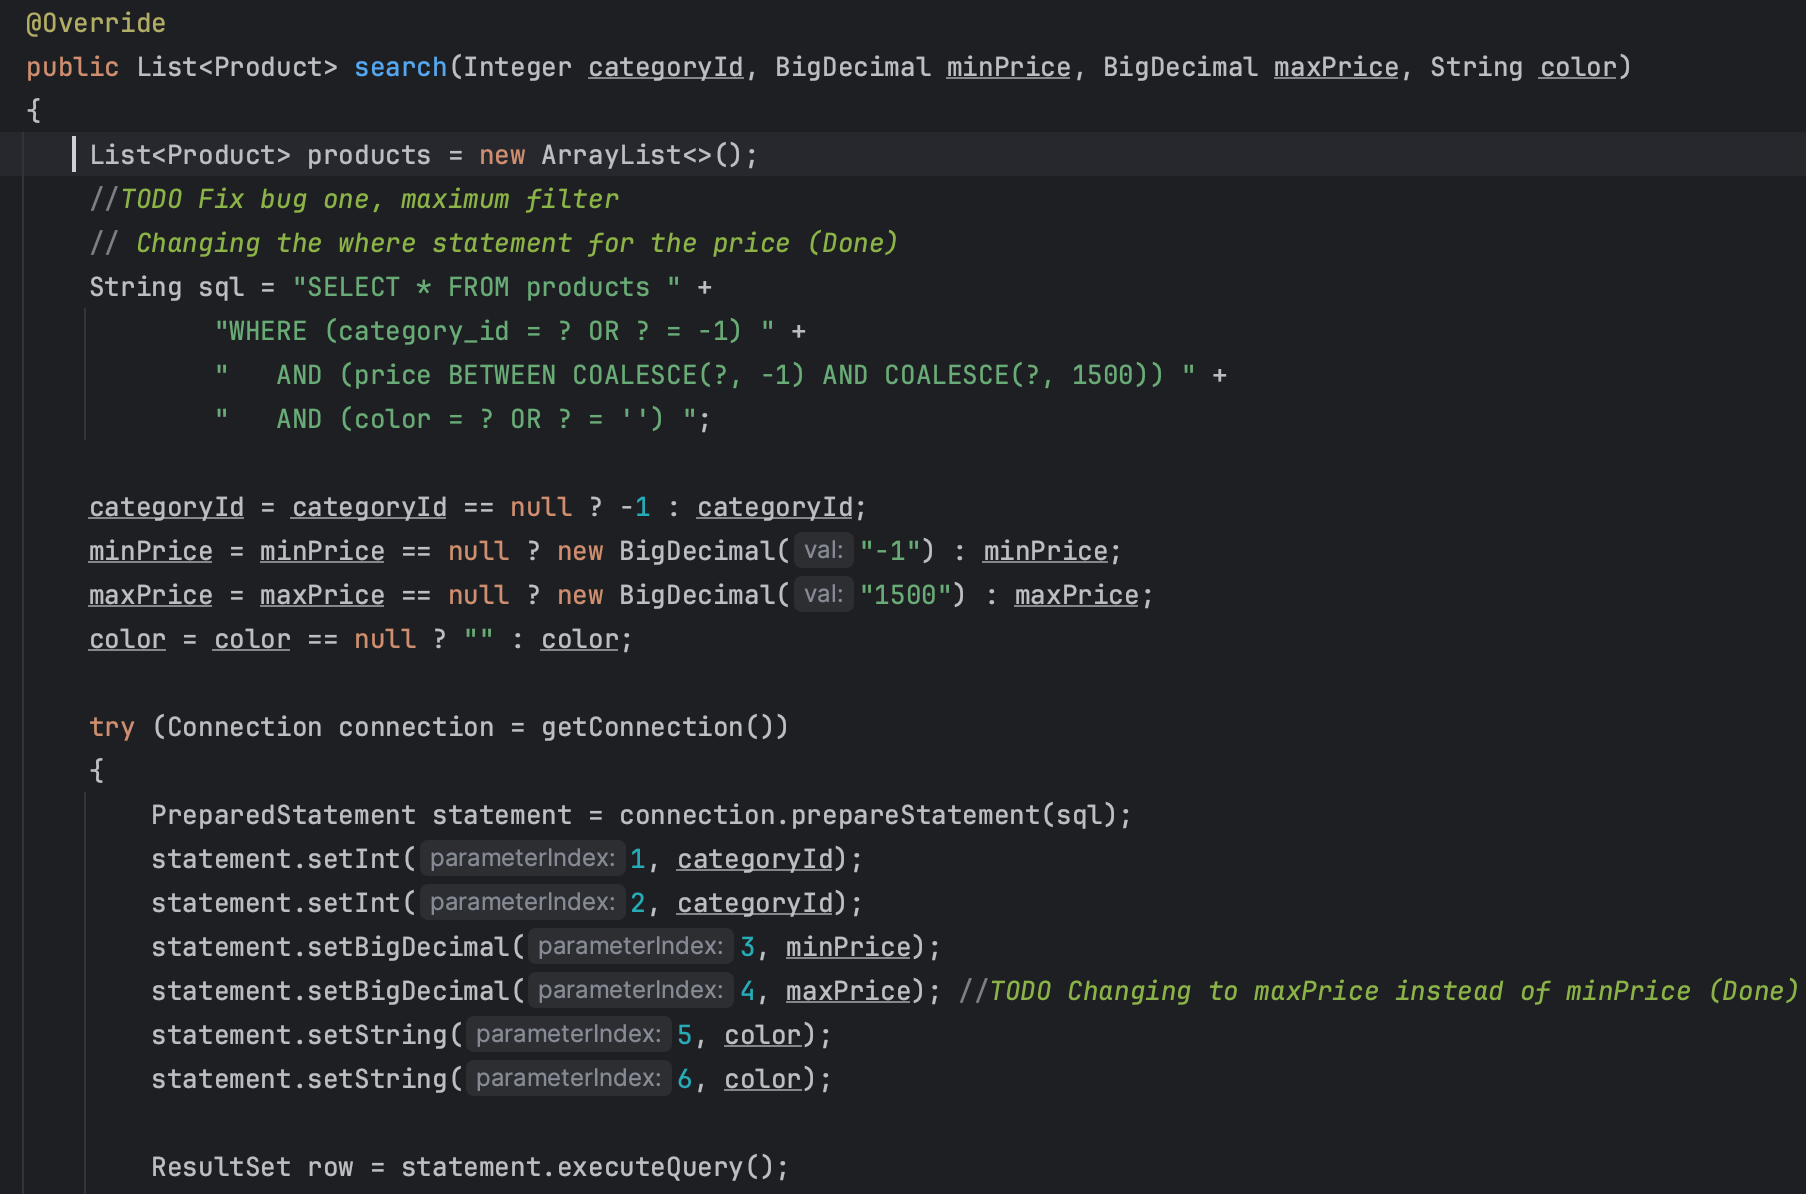 @Override
public List<Product> search(Integer categoryId, BigDecimal minPrice, BigDecimal maxPrice, String color)
{
List<Product> products = new ArrayList<>();
//TODO Fix bug one, maximum filter
// Changing the where statement for the price (Done)
String sql = "SELECT * FROM products " +
"WHERE (category_id = ? OR ? = -1) " +
"   AND (price BETWEEN COALESCE(?, -1) AND COALESCE(?, 1500)) " +
"   AND (color = ? OR ? = '') ";
categoryId = categoryId == null ? -1 : categoryId;
minPrice = minPrice == null ? new BigDecimal( val: "-1") : minPrice;
maxPrice = maxPrice == null ? new BigDecimal( val: "1500") : maxPrice;
color = color == null ? "" : color;
try (Connection connection = getConnection())
{
PreparedStatement statement = connection.prepareStatement(sql);
statement.setInt( parameterIndex: 1, categoryId);
statement.setInt( parameterIndex: 2, categoryId);
statement.setBigDecimal( parameterIndex: 3, minPrice);
statement.setBigDecimal( parameterIndex: 4, maxPrice); //TODO Changing to maxPrice instead of minPrice (Done)
statement.setString( parameterIndex: 5, color);
statement.setString( parameterIndex: 6, color);
ResultSet row = statement.executeQuery();